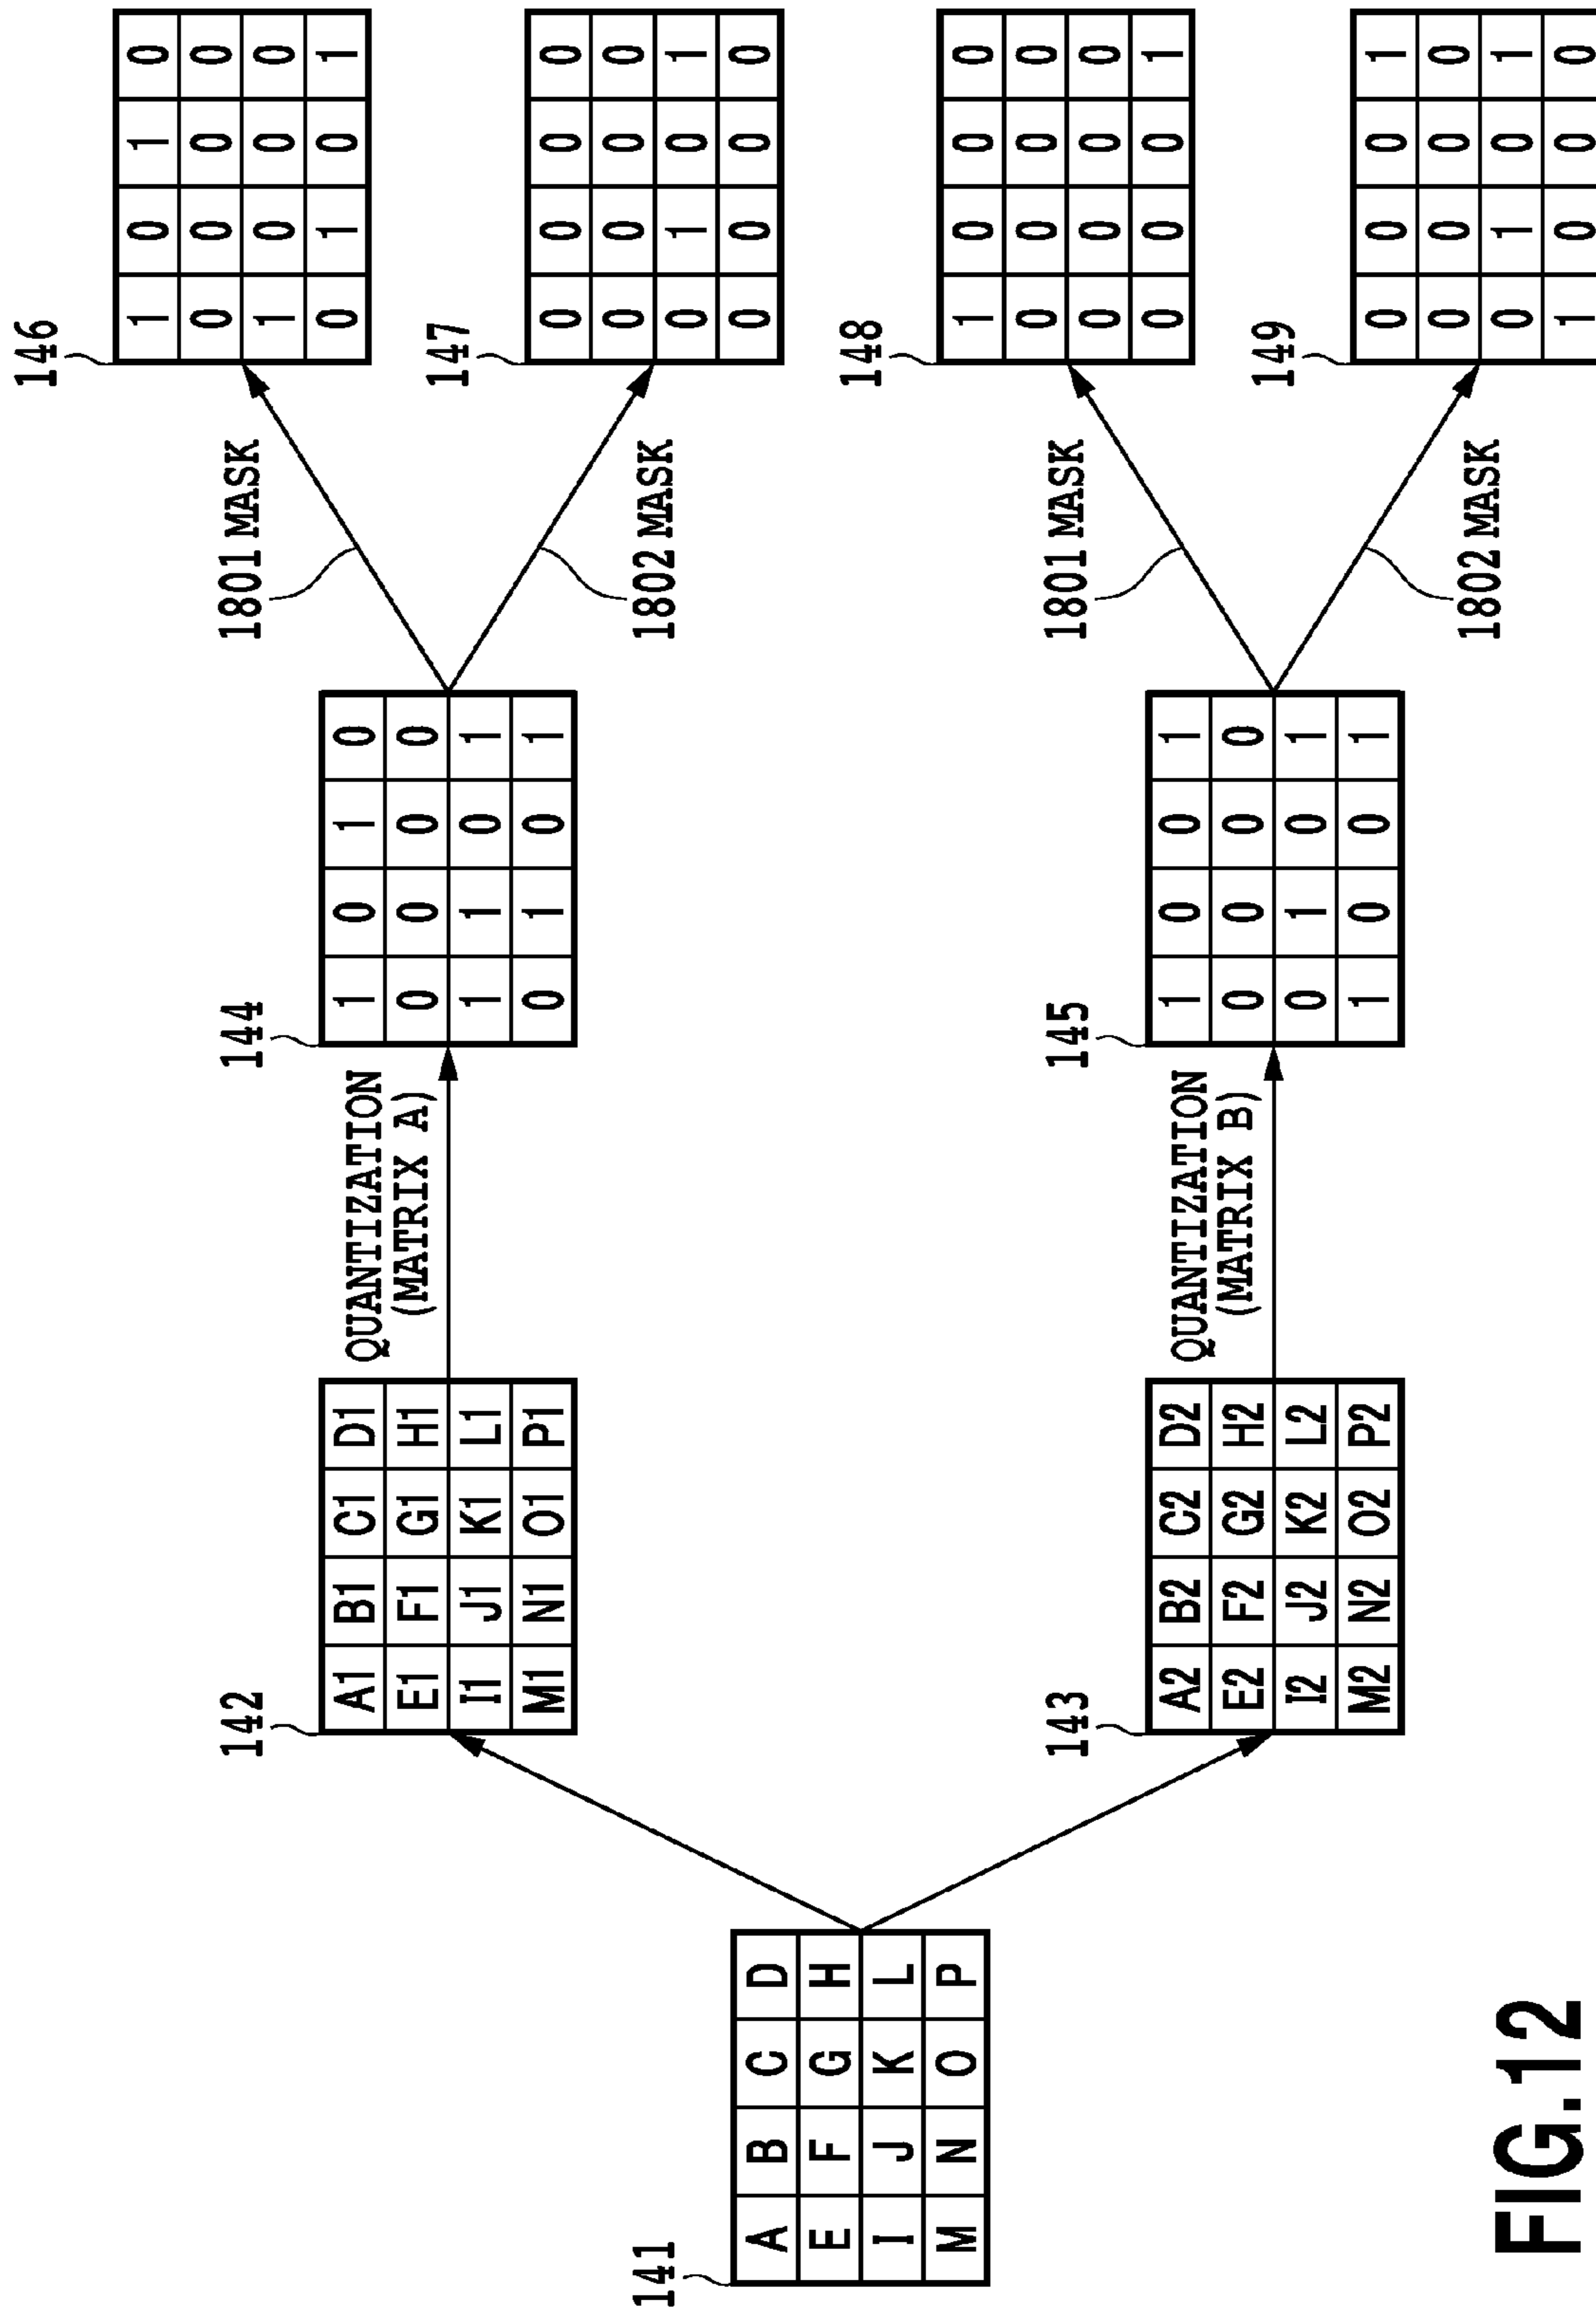 141
A B C D
E F G H
I J K L
M N O P
142
A1 B1 C1 D1
E1 F1 G1 H1
I1 J1 K1 L1
M1 N1 O1 P1
QUANTIZATION
(MATRIX A)
144
1 0 1 0
0 0 0 0
1 1 0 1
0 1 0 1
1801 MASK
146
1 0 1 0
0 0 0 0
1 0 0 0
0 1 0 1
1802 MASK
147
0 0 0 0
0 0 0 0
0 1 0 1
0 0 0 0
143
A2 B2 C2 D2
E2 F2 G2 H2
I2 J2 K2 L2
M2 N2 O2 P2
QUANTIZATION
(MATRIX B)
145
1 0 0 1
0 0 0 0
0 1 0 1
1 0 0 1
1801 MASK
148
1 0 0 0
0 0 0 0
0 0 0 0
0 0 0 1
1802 MASK
149
0 0 0 1
0 0 0 0
0 1 0 1
1 0 0 0
FIG.12